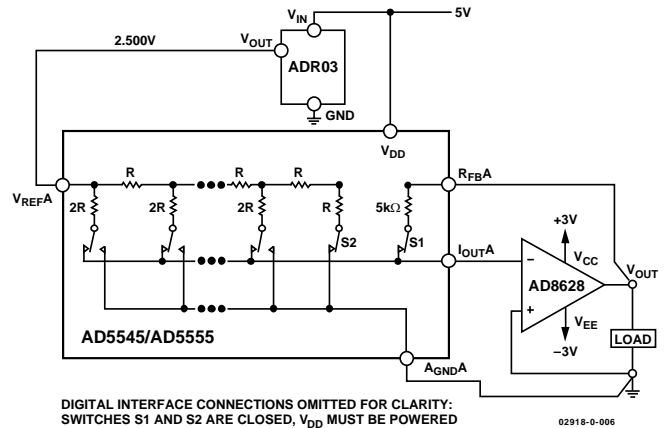 VIN
5V
VOUT
2.500V
ADR03
GND
VDD
R
R
R
RFBA
VREFA
2R
2R
2R
R
5kΩ
S2
S1
+3V
IOUTA
VCC
VOUT
−
AD8628
+
VEE
LOAD
−3V
AD5545/AD5555
AGNDA
DIGITAL INTERFACE CONNECTIONS OMITTED FOR CLARITY:
SWITCHES S1 AND S2 ARE CLOSED, VDD MUST BE POWERED
02918-0-006